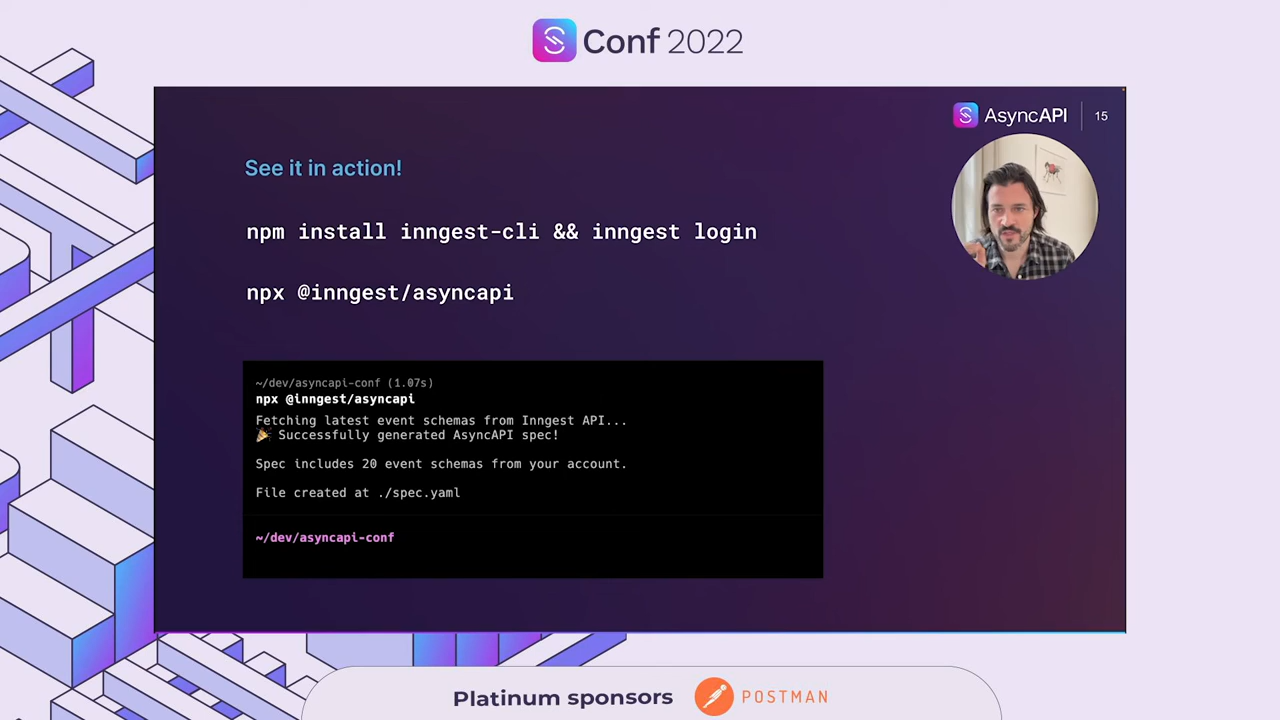 Conf 2022
AsyncAPI 15
See it in action!
npm install inngest-cli && inngest login
npx @inngest/asyncapi
~/dev/asyncapi-conf (1.07s)
npx @inngest/asyncapi
Fetching latest event schemas from Inngest API...
🎉 Successfully generated AsyncAPI spec!
Spec includes 20 event schemas from your account.
File created at ./spec.yaml
~/dev/asyncapi-conf
Platinum sponsors POSTMAN